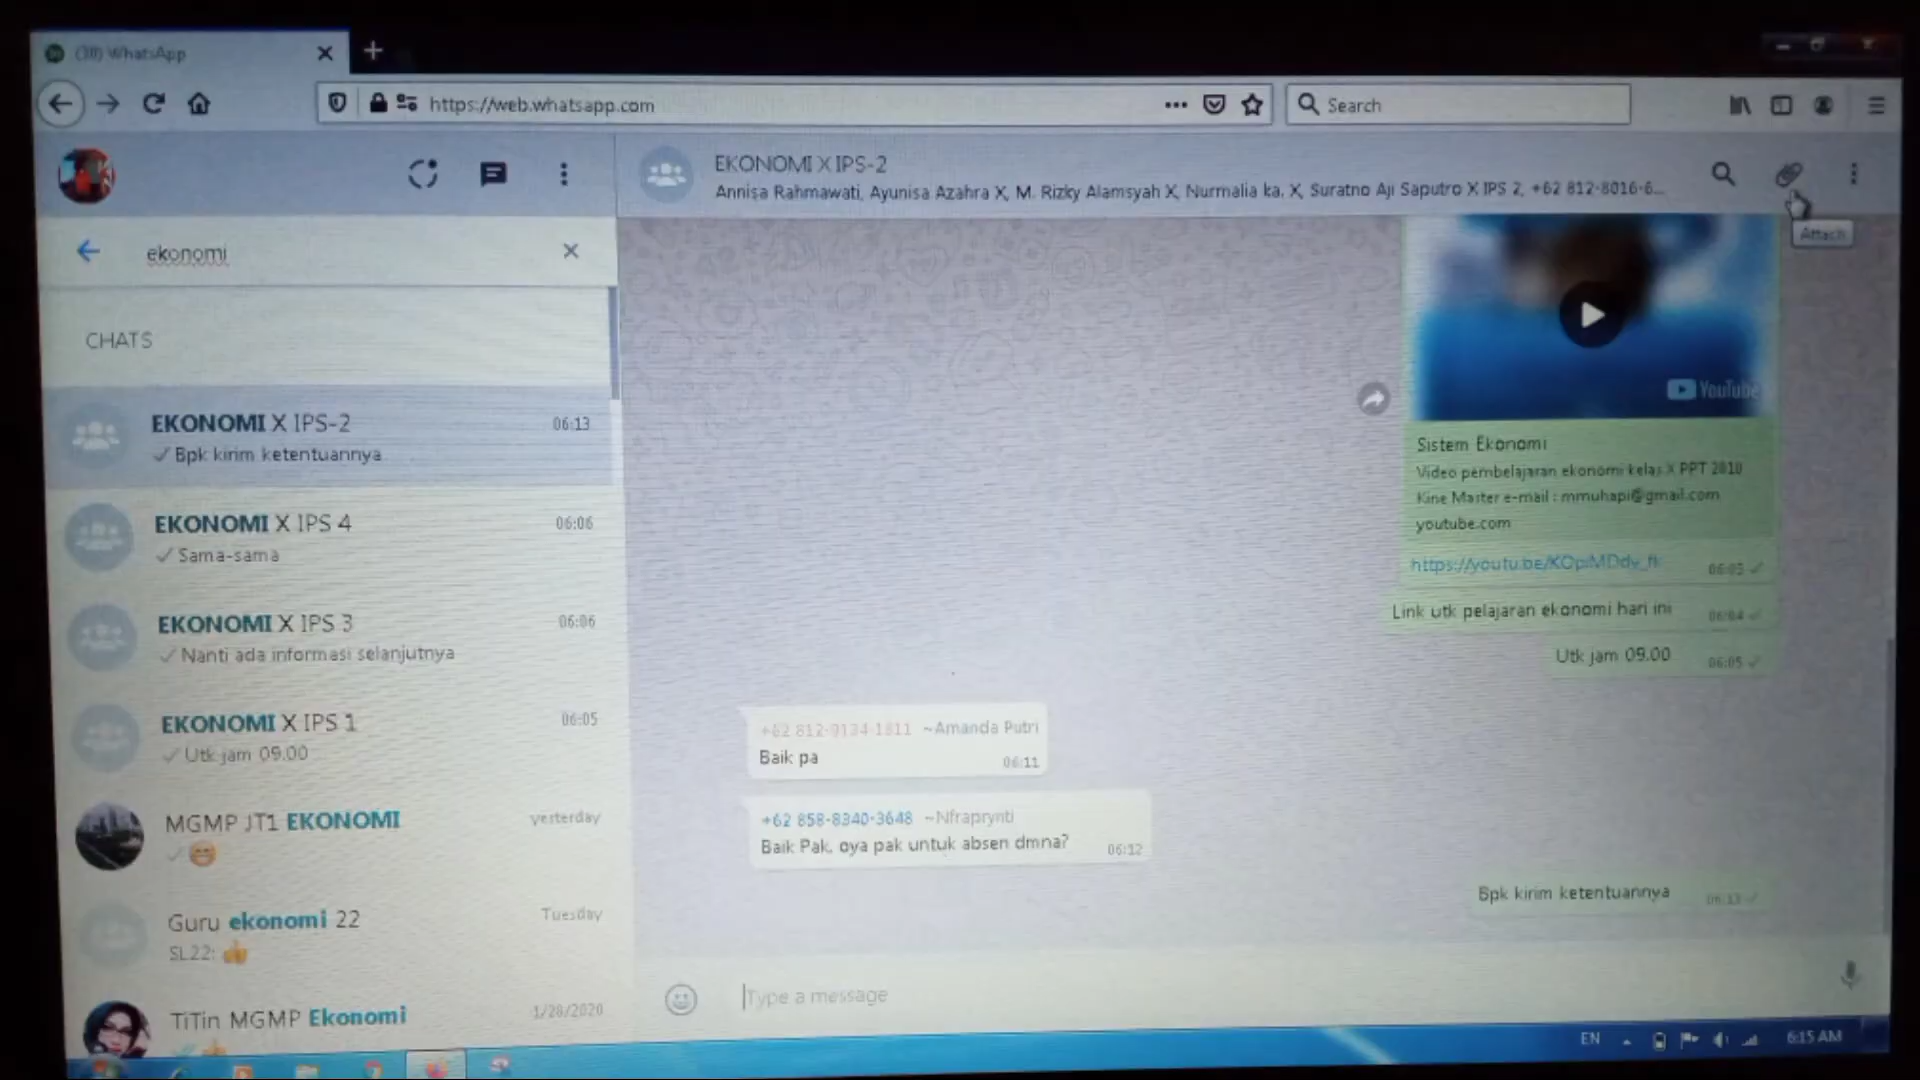 (38) WhatsApp
https://web.whatsapp.com
Search
EKONOMI X IPS-2
Annisa Rahmawati, Ayunisa Azahra X, M. Rizky Alamsyah X, Nurmalia ka. X, Suratno Aji Saputro X IPS 2, +62 812-8016-6...
Attach
ekonomi
CHATS
EKONOMI X IPS-2 06:13
Bpk kirim ketentuannya
EKONOMI X IPS 4 06:06
Sama-sama
EKONOMI X IPS 3 06:06
Nanti ada informasi selanjutnya
EKONOMI X IPS 1 06:05
Utk jam 09.00
MGMP JT1 EKONOMI yesterday
Guru ekonomi 22 Tuesday
SL22:
TiTin MGMP Ekonomi 1/28/2020
YouTube
Sistem Ekonomi
Video pembelajaran ekonomi kelas X PPT 2010
Kine Master e-mail : mmuhapi@gmail.com
youtube.com
06:03
Link utk pelajaran ekonomi hari ini 06:04
Utk jam 09.00 06:05
+62 812-9134-1811 ~Amanda Putri
Baik pa 06:11
+62 858-8340-3648 ~Nfraprynti
Baik Pak, oya pak untuk absen dmna? 06:12
Bpk kirim ketentuannya 06:13
Type a message
EN 6:15 AM